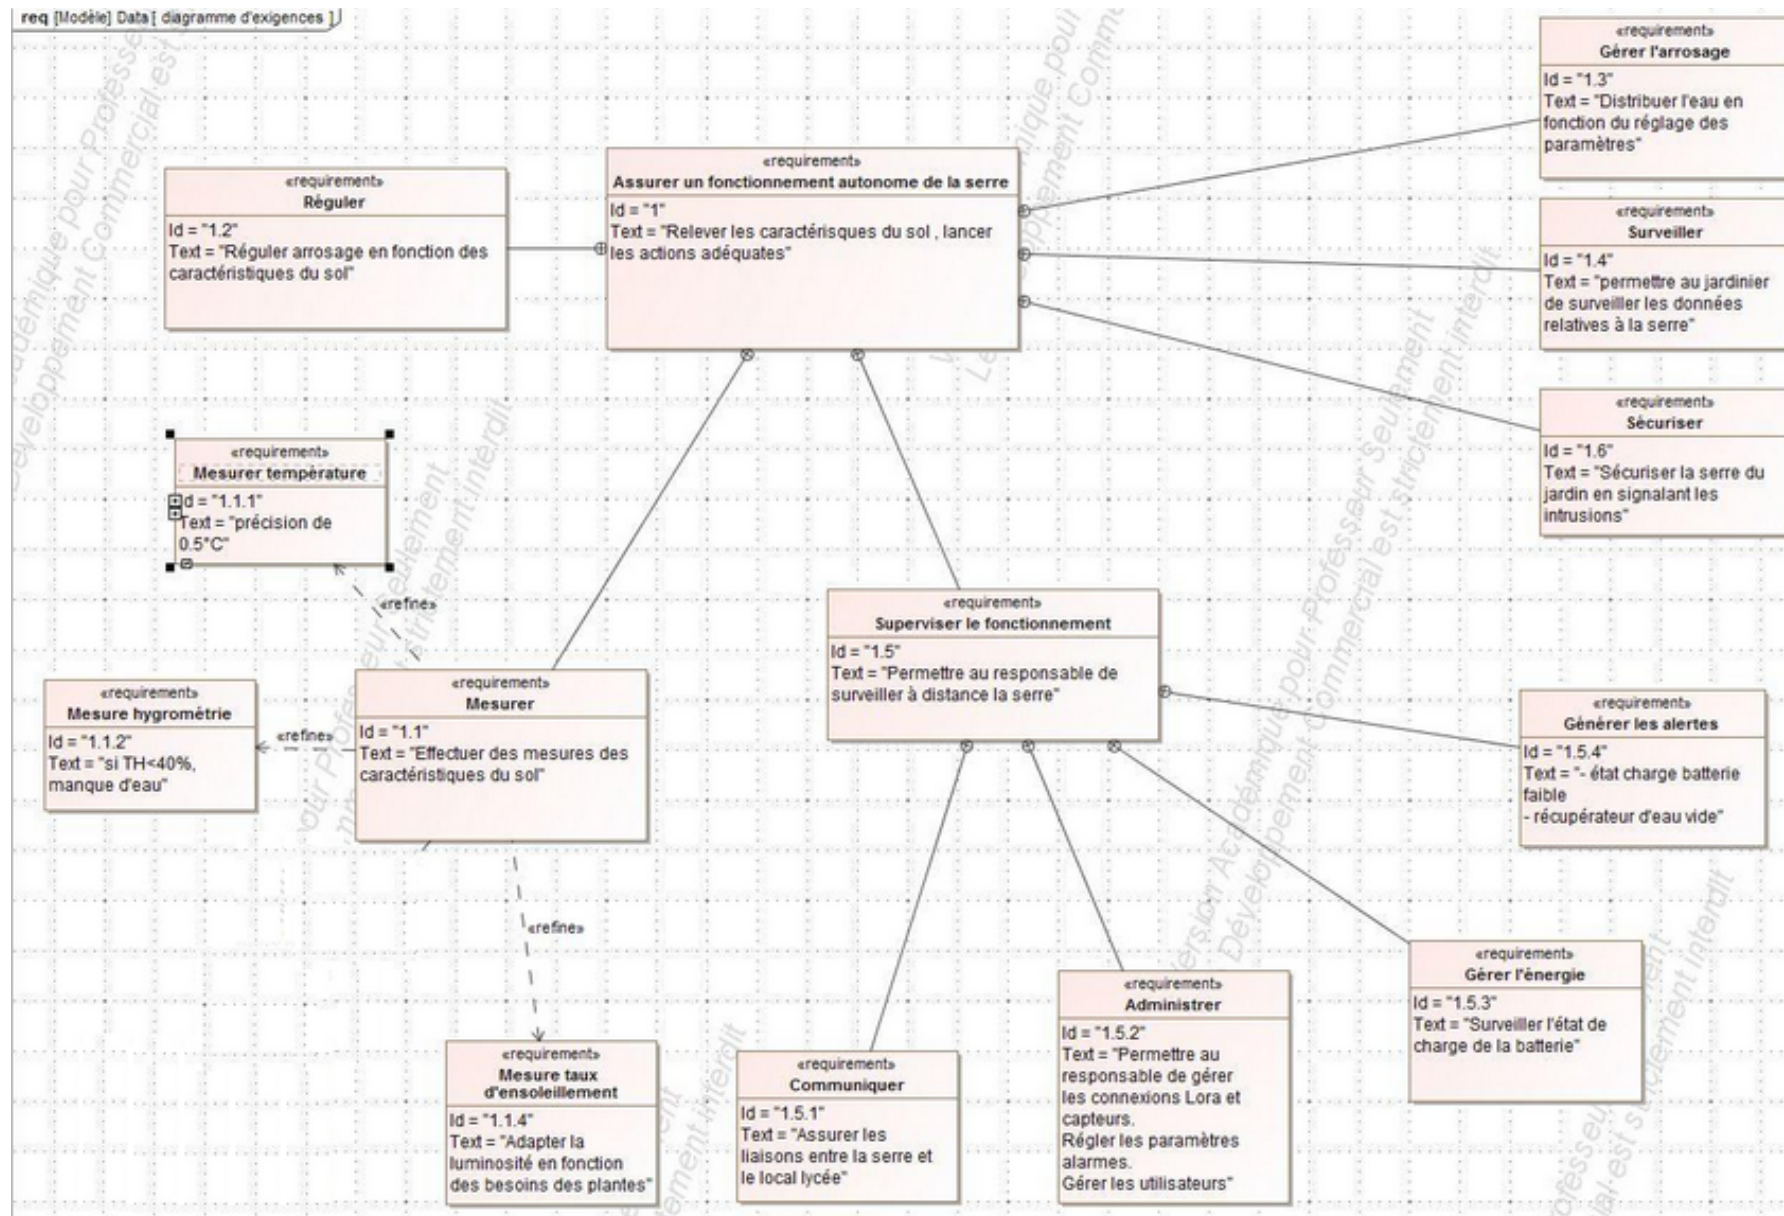 req [Modèle] Data [ diagramme d'exigences ]
«requirement»
Gérer l'arrosage
Id = "1.3"
Text = "Distribuer l'eau en
fonction du réglage des
paramètres"
«requirement»
Assurer un fonctionnement autonome de la serre
Id = "1"
Text = "Relever les caractérisques du sol , lancer
les actions adéquates"
«requirement»
Réguler
Id = "1.2"
Text = "Réguler arrosage en fonction des
caractéristiques du sol"
«requirement»
Surveiller
Id = "1.4"
Text = "permettre au jardinier
de surveiller les données
relatives à la serre"
«requirement»
Sécuriser
Id = "1.6"
Text = "Sécuriser la serre du
jardin en signalant les
intrusions"
«requirement»
Mesurer température
Id = "1.1.1"
Text = "précision de
0.5°C"
«refine»
«requirement»
Superviser le fonctionnement
Id = "1.5"
Text = "Permettre au responsable de
surveiller à distance la serre"
«requirement»
Mesure hygrométrie
Id = "1.1.2"
Text = "si TH<40%,
manque d'eau"
«refine»
«requirement»
Mesurer
Id = "1.1"
Text = "Effectuer des mesures des
caractéristiques du sol"
«requirement»
Générer les alertes
Id = "1.5.4"
Text = "- état charge batterie
faible
- récupérateur d'eau vide"
«refine»
«requirement»
Mesure taux
d'ensoleillement
Id = "1.1.4"
Text = "Adapter la
luminosité en fonction
des besoins des plantes"
«requirement»
Communiquer
Id = "1.5.1"
Text = "Assurer les
liaisons entre la serre et
le local lycée"
«requirement»
Administrer
Id = "1.5.2"
Text = "Permettre au
responsable de gérer
les connexions Lora et
capteurs.
Régler les paramètres
alarmes.
Gérer les utilisateurs"
«requirement»
Gérer l'énergie
Id = "1.5.3"
Text = "Surveiller l'état de
charge de la batterie"
Version Académique pour Professeur Seulement
Développement Commercial est strictement interdit